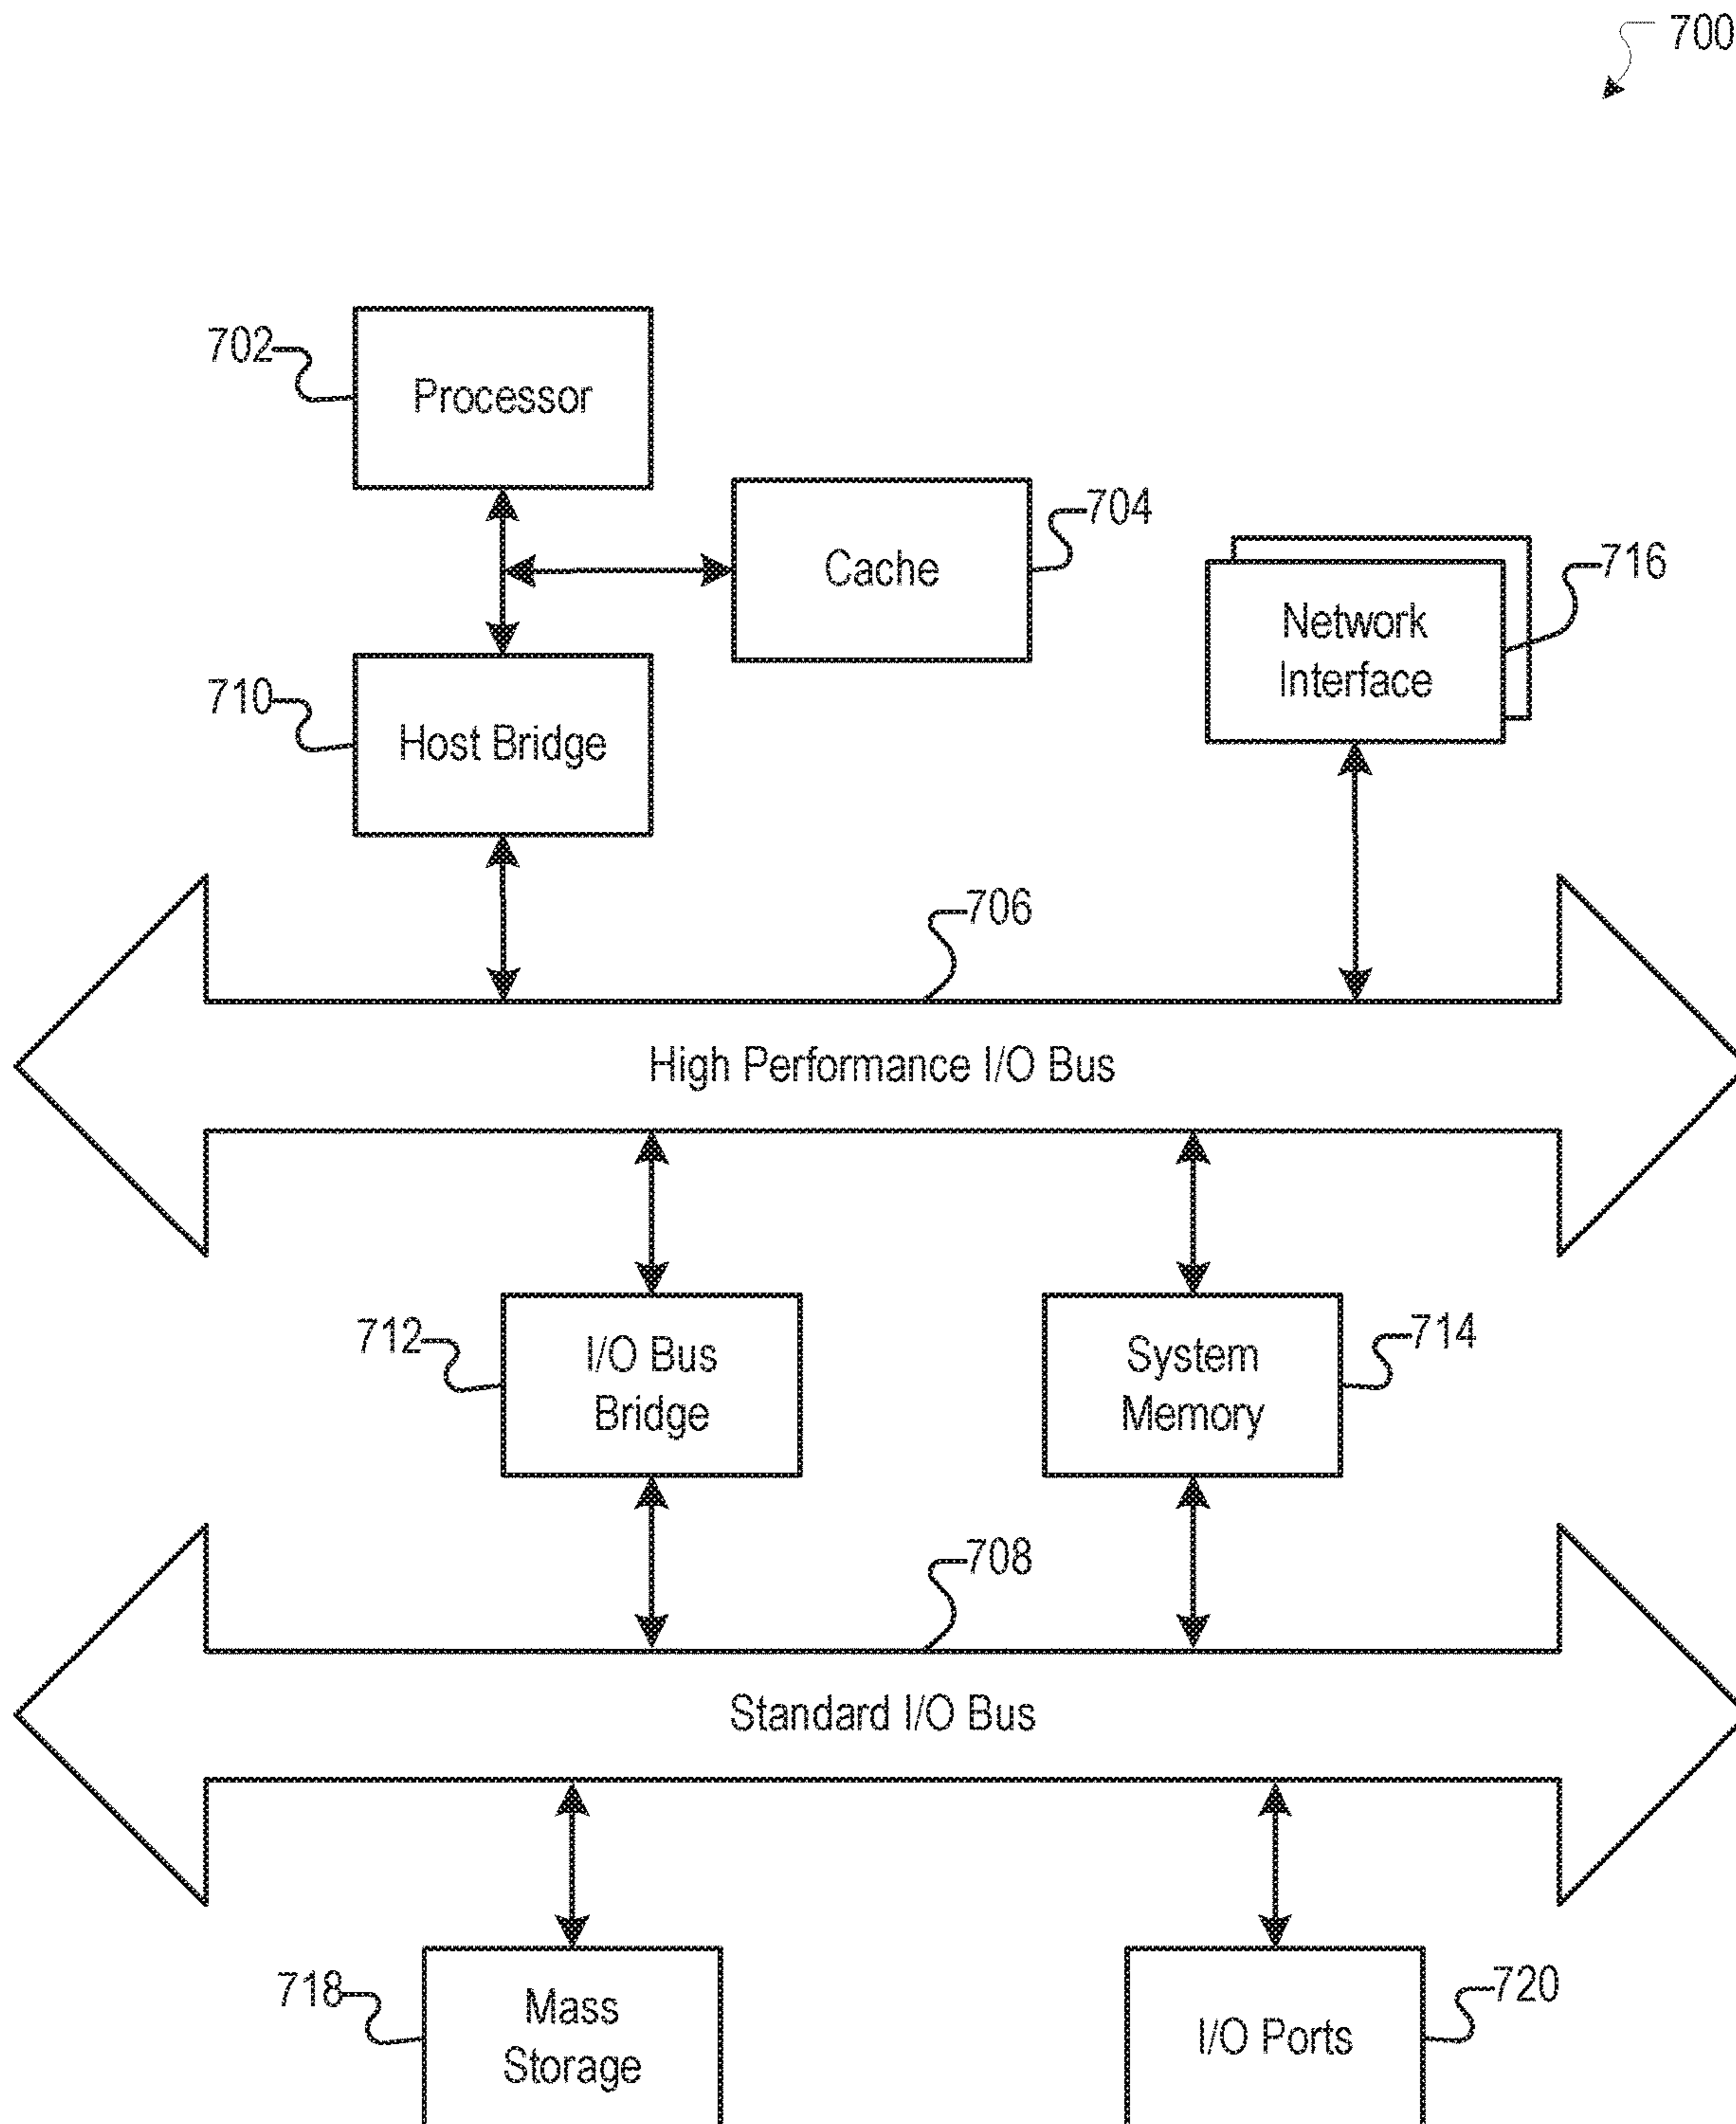 700
702
Processor
704
Cache
716
Network
Interface
710
Host Bridge
706
High Performance I/O Bus
712
I/O Bus
Bridge
714
System
Memory
708
Standard I/O Bus
718
Mass
Storage
720
I/O Ports